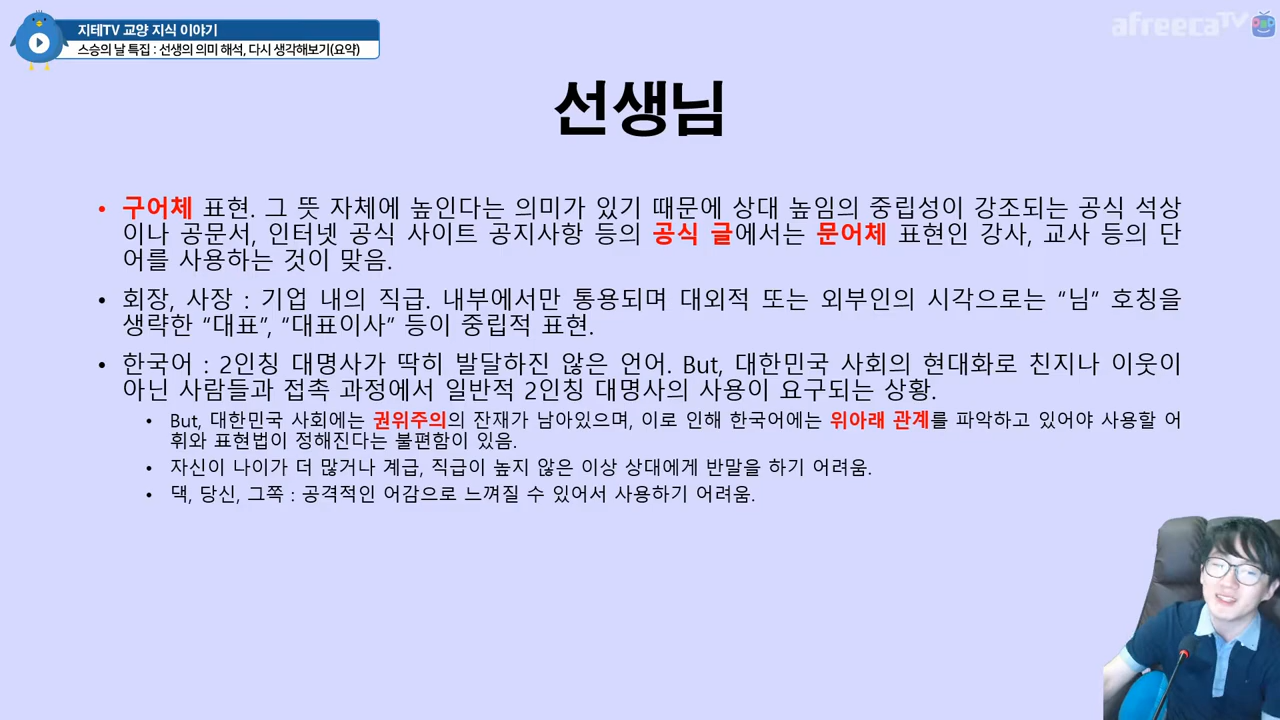 지테TV 교양 지식 이야기
스승의 날 특집 : 선생의 의미 해석, 다시 생각해보기(요약)
afreecaTV
선생님
• 구어체 표현. 그 뜻 자체에 높인다는 의미가 있기 때문에 상대 높임의 중립성이 강조되는 공식 석상
이나 공문서, 인터넷 공식 사이트 공지사항 등의 공식 글에서는 문어체 표현인 강사, 교사 등의 단
어를 사용하는 것이 맞음.
• 회장, 사장 : 기업 내의 직급. 내부에서만 통용되며 대외적 또는 외부인의 시각으로는 “님” 호칭을
생략한 “대표”, “대표이사” 등이 중립적 표현.
• 한국어 : 2인칭 대명사가 딱히 발달하진 않은 언어. But, 대한민국 사회의 현대화로 친지나 이웃이
아닌 사람들과 접촉 과정에서 일반적 2인칭 대명사의 사용이 요구되는 상황.
• But, 대한민국 사회에는 권위주의의 잔재가 남아있으며, 이로 인해 한국어에는 위아래 관계를 파악하고 있어야 사용할 어
휘와 표현법이 정해진다는 불편함이 있음.
• 자신이 나이가 더 많거나 계급, 직급이 높지 않은 이상 상대에게 반말을 하기 어려움.
• 댁, 당신, 그쪽 : 공격적인 어감으로 느껴질 수 있어서 사용하기 어려움.